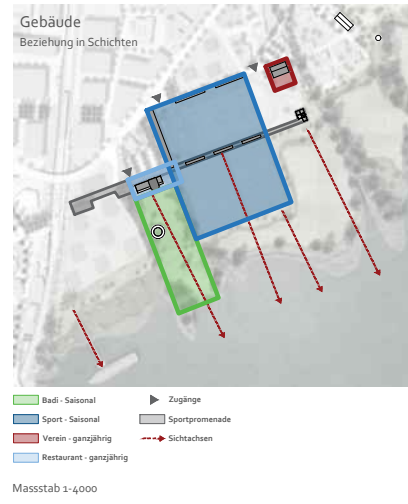 Gebäude
Beziehung in Schichten
Badi - Saisonal
Zugänge
Sport - Saisonal
Sportpromenade
Verein - ganzjährig
Sichtachsen
Restaurant - ganzjährig
Massstab 1-4000